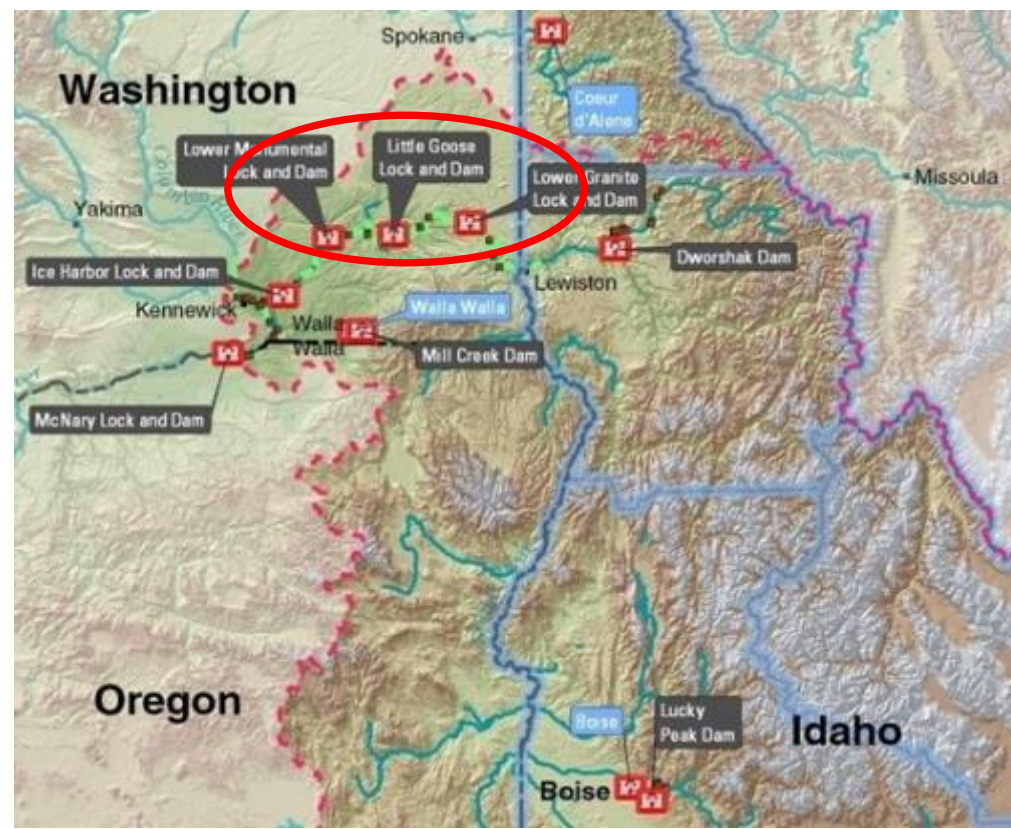 Spokane
Washington
Coeur
d'Alene
Lower Monumental
Lock and Dam
Little Goose
Lock and Dam
Lower Granite
Lock and Dam
Missoula
Yakima
Columbia River
Dworshak Dam
Ice Harbor Lock and Dam
Lewiston
Kennewick
Walla Walla
Walla
Walla
Mill Creek Dam
McNary Lock and Dam
Oregon
Boise
Lucky
Peak Dam
Idaho
Boise